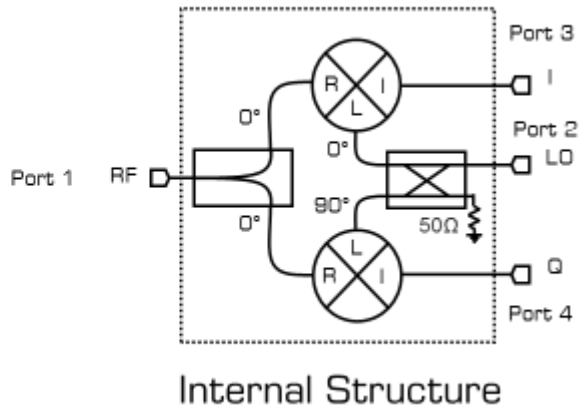 Port 3
R
I
I
L
0°
Port 2
0°
LO
Port 1
RF
90°
50Ω
0°
L
R
I
Q
Port 4
Internal Structure